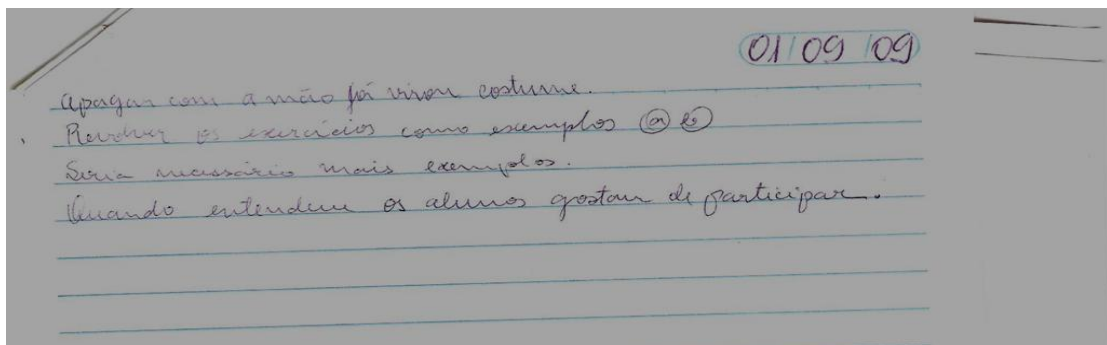 01/09/09
Apagar com a mão já virou costume.
Resolver os exercícios como exemplos a e b
Seria necessário mais exemplos.
Quando entendem os alunos gostam de participar.